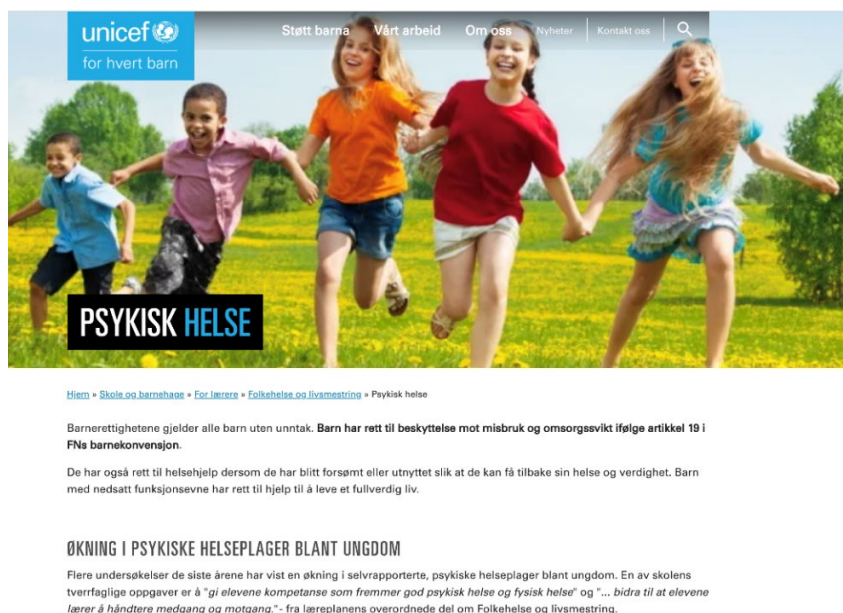 unicef
for hvert barn
Støtt barna Vårt arbeid Om oss Nyheter Kontakt oss
PSYKISK HELSE
Hjem » Skole og barnehage » For lærere » Folkehelse og livsmestring » Psykisk helse
Barnerettighetene gjelder alle barn uten unntak. Barn har rett til beskyttelse mot misbruk og omsorgssvikt ifølge artikkel 19 i
FNs barnekonvensjon.
De har også rett til helsehjelp dersom de har blitt forsømt eller utnyttet slik at de kan få tilbake sin helse og verdighet. Barn
med nedsatt funksjonsevne har rett til hjelp til å leve et fullverdig liv.
ØKNING I PSYKISKE HELSEPLAGER BLANT UNGDOM
Flere undersøkelser de siste årene har vist en økning i selvrapporterte, psykiske helseplager blant ungdom. En av skolens
tverrfaglige oppgaver er å "gi elevene kompetanse som fremmer god psykisk helse og fysisk helse" og "... bidra til at elevene
lærer å håndtere medgang og motgang."- fra læreplanens overordnede del om Folkehelse og livsmestring.